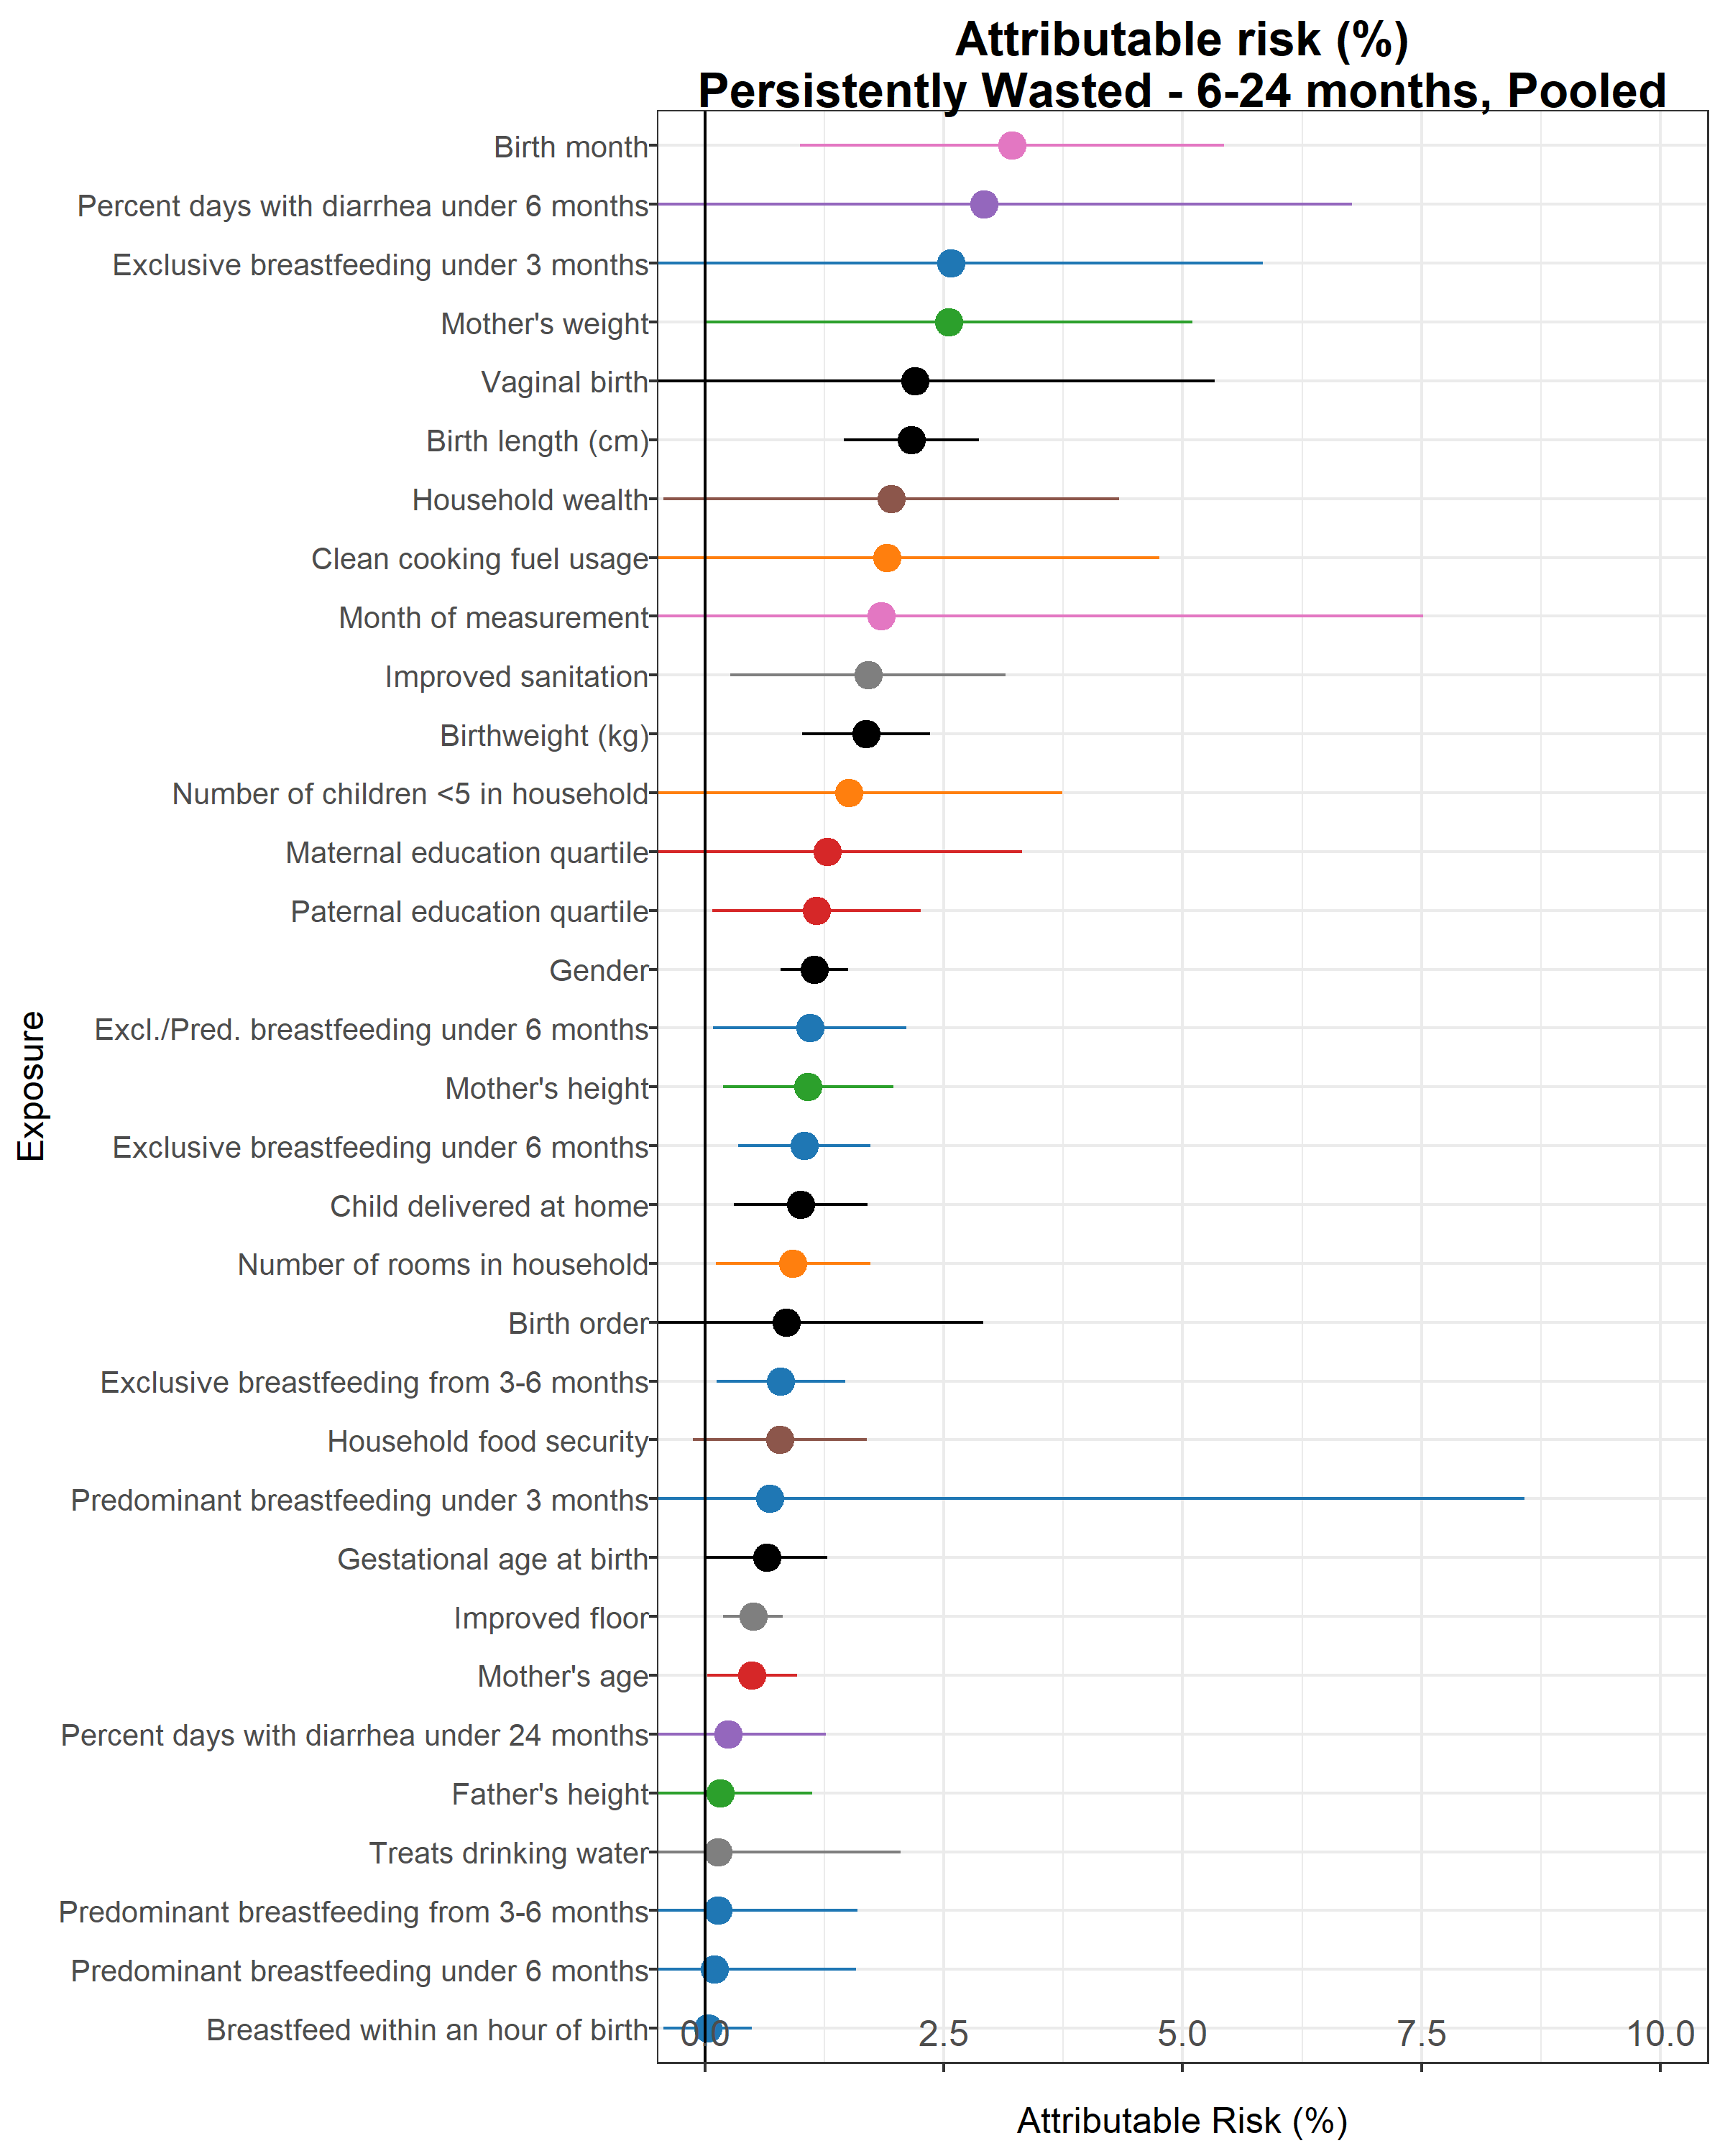 Attributable risk (%)
Persistently Wasted - 6-24 months, Pooled
Birth month
Percent days with diarrhea under 6 months
Exclusive breastfeeding under 3 months
Mother's weight
Vaginal birth
Birth length (cm)
Household wealth
Clean cooking fuel usage
Month of measurement
Improved sanitation
Birthweight (kg)
Number of children <5 in household
Maternal education quartile
Paternal education quartile
Gender
Excl./Pred. breastfeeding under 6 months
Mother's height
Exclusive breastfeeding under 6 months
Child delivered at home
Number of rooms in household
Birth order
Exclusive breastfeeding from 3-6 months
Household food security
Predominant breastfeeding under 3 months
Gestational age at birth
Improved floor
Mother's age
Percent days with diarrhea under 24 months
Father's height
Treats drinking water
Predominant breastfeeding from 3-6 months
Predominant breastfeeding under 6 months
Breastfeed within an hour of birth
Exposure
0.0 2.5 5.0 7.5 10.0
Attributable Risk (%)